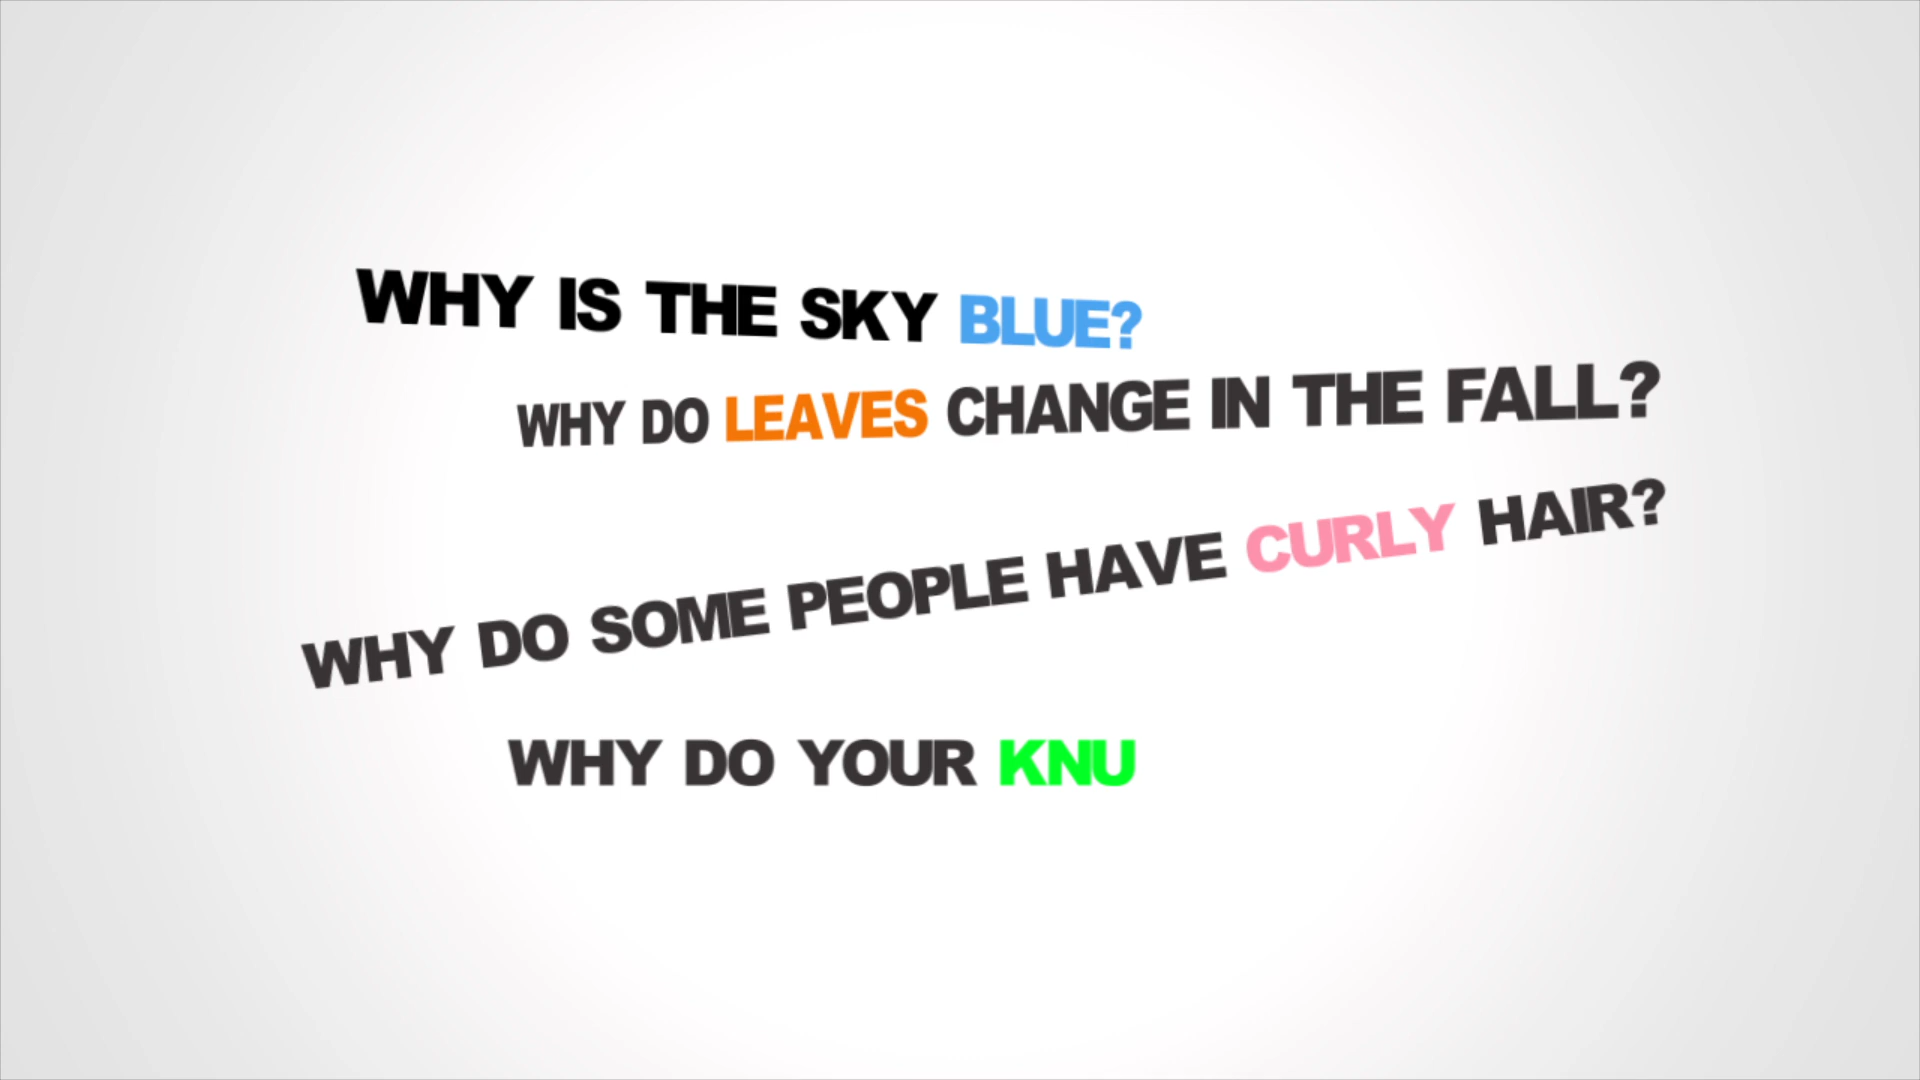 WHY IS THE SKY BLUE?
WHY DO LEAVES CHANGE IN THE FALL?
WHY DO SOME PEOPLE HAVE CURLY HAIR?
WHY DO YOUR KNU